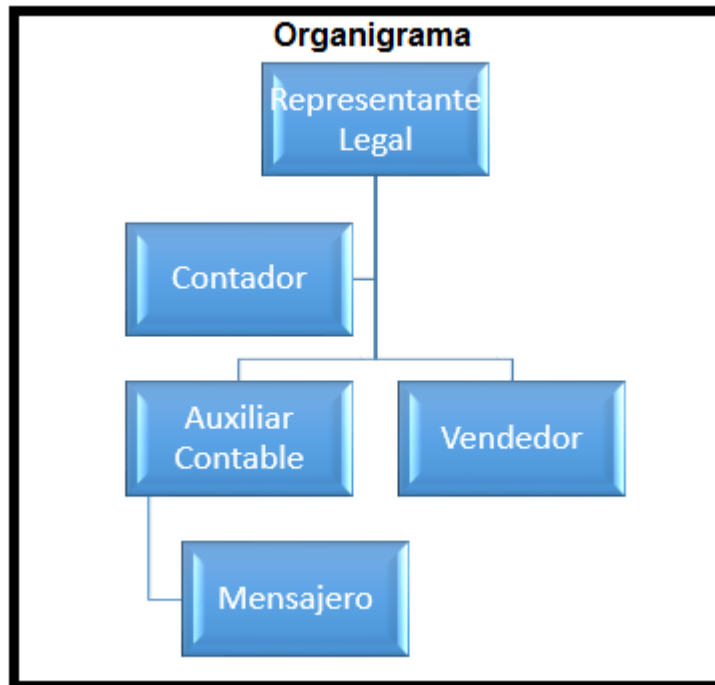 Organigrama
Representante
Legal
Contador
Auxiliar
Contable
Vendedor
Mensajero